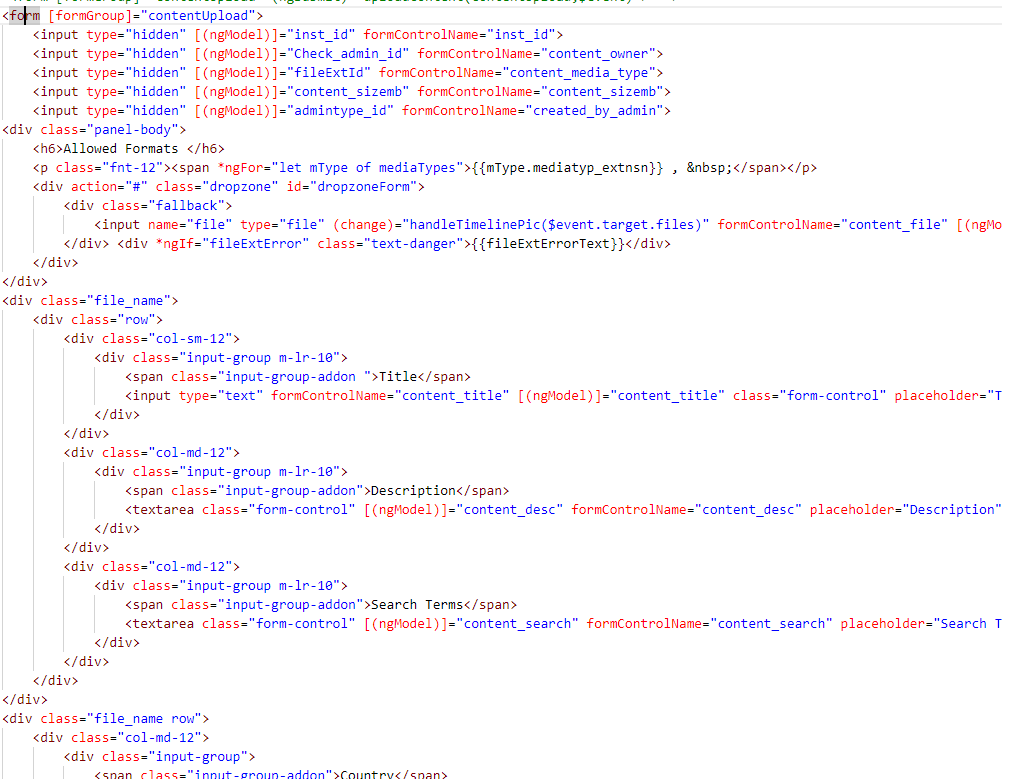 <form [formGroup]="contentUpload">
<input type="hidden" [(ngModel)]="inst_id" formControlName="inst_id">
<input type="hidden" [(ngModel)]="Check_admin_id" formControlName="content_owner">
<input type="hidden" [(ngModel)]="fileExtId" formControlName="content_media_type">
<input type="hidden" [(ngModel)]="content_sizemb" formControlName="content_sizemb">
<input type="hidden" [(ngModel)]="admintype_id" formControlName="created_by_admin">
<div class="panel-body">
<h6>Allowed Formats </h6>
<p class="fnt-12"><span *ngFor="let mType of mediaTypes">{{mType.mediatyp_extnsn}} , &nbsp;</span></p>
<div action="#" class="dropzone" id="dropzoneForm">
<div class="fallback">
<input name="file" type="file" (change)="handleTimelinePic($event.target.files)" formControlName="content_file" [(ngMo
</div> <div *ngIf="fileExtError" class="text-danger">{{fileExtErrorText}}</div>
</div>
</div>
<div class="file_name">
<div class="row">
<div class="col-sm-12">
<div class="input-group m-lr-10">
<span class="input-group-addon ">Title</span>
<input type="text" formControlName="content_title" [(ngModel)]="content_title" class="form-control" placeholder="T
</div>
</div>
<div class="col-md-12">
<div class="input-group m-lr-10">
<span class="input-group-addon">Description</span>
<textarea class="form-control" [(ngModel)]="content_desc" formControlName="content_desc" placeholder="Description"
</div>
</div>
<div class="col-md-12">
<div class="input-group m-lr-10">
<span class="input-group-addon">Search Terms</span>
<textarea class="form-control" [(ngModel)]="content_search" formControlName="content_search" placeholder="Search T
</div>
</div>
</div>
</div>
<div class="file_name row">
<div class="col-md-12">
<div class="input-group">
<span class="input-group-addon">Country</span>